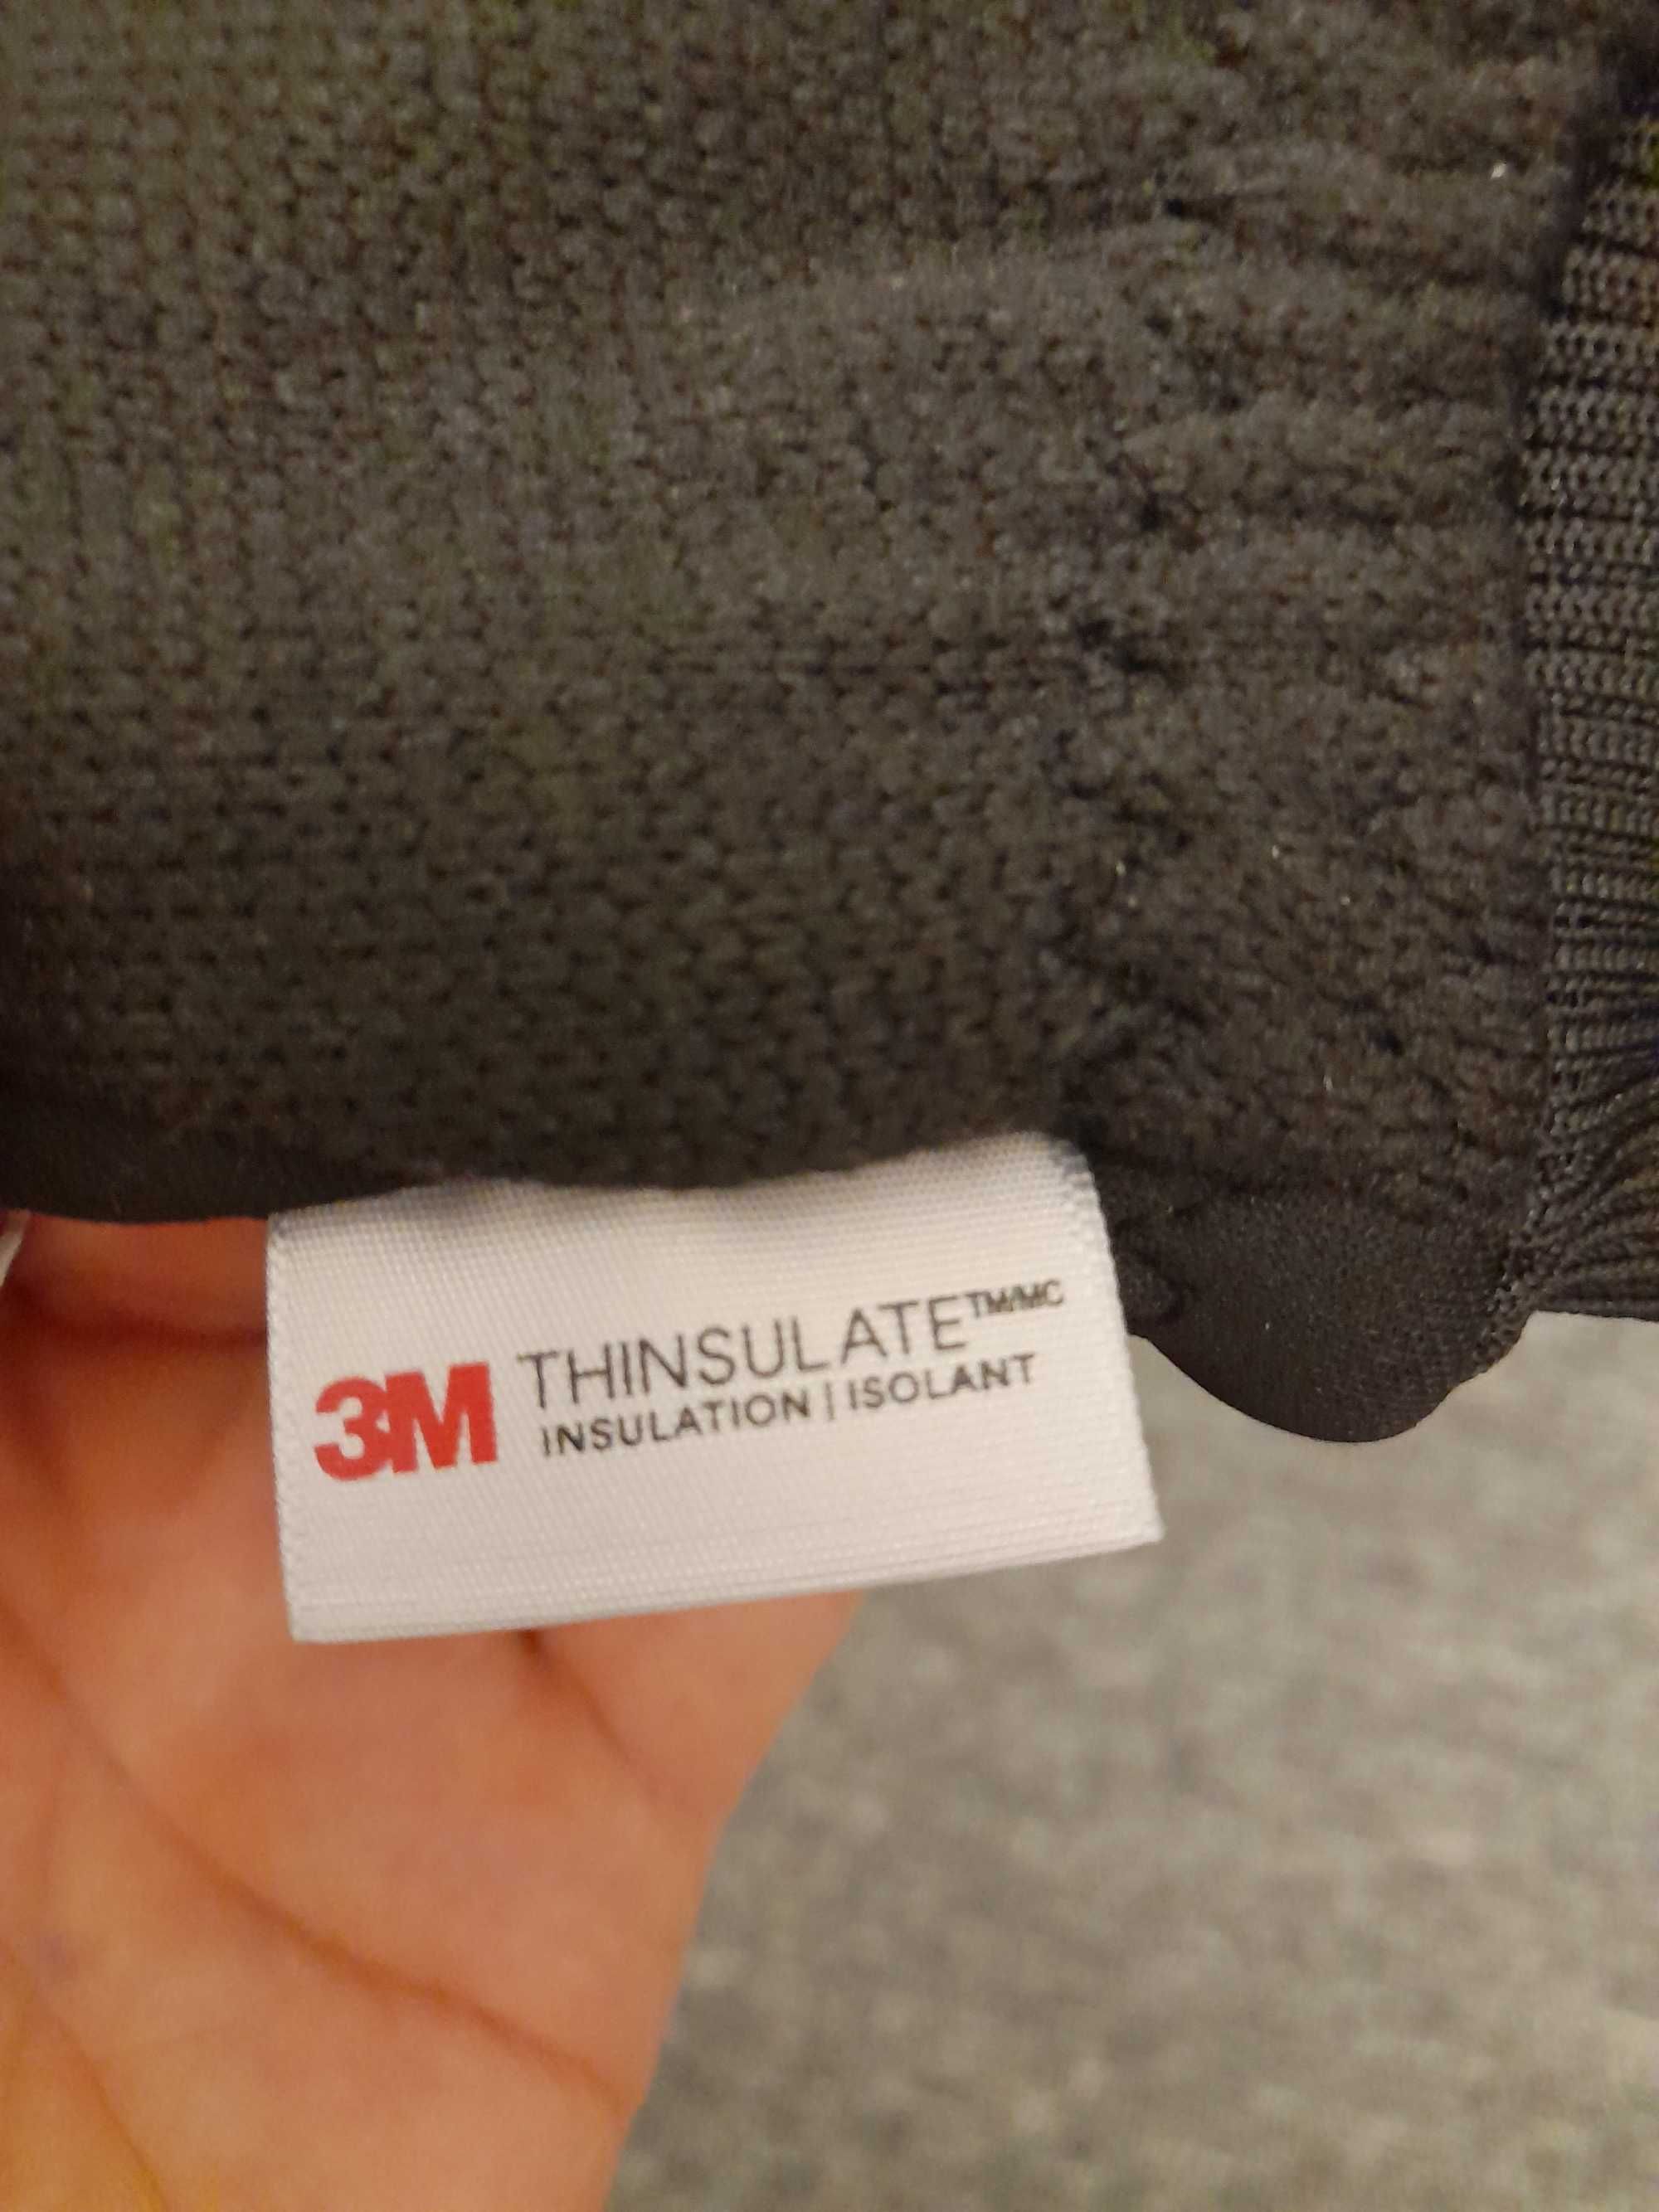 3M THINSULATE™/MC
INSULATION | ISOLANT